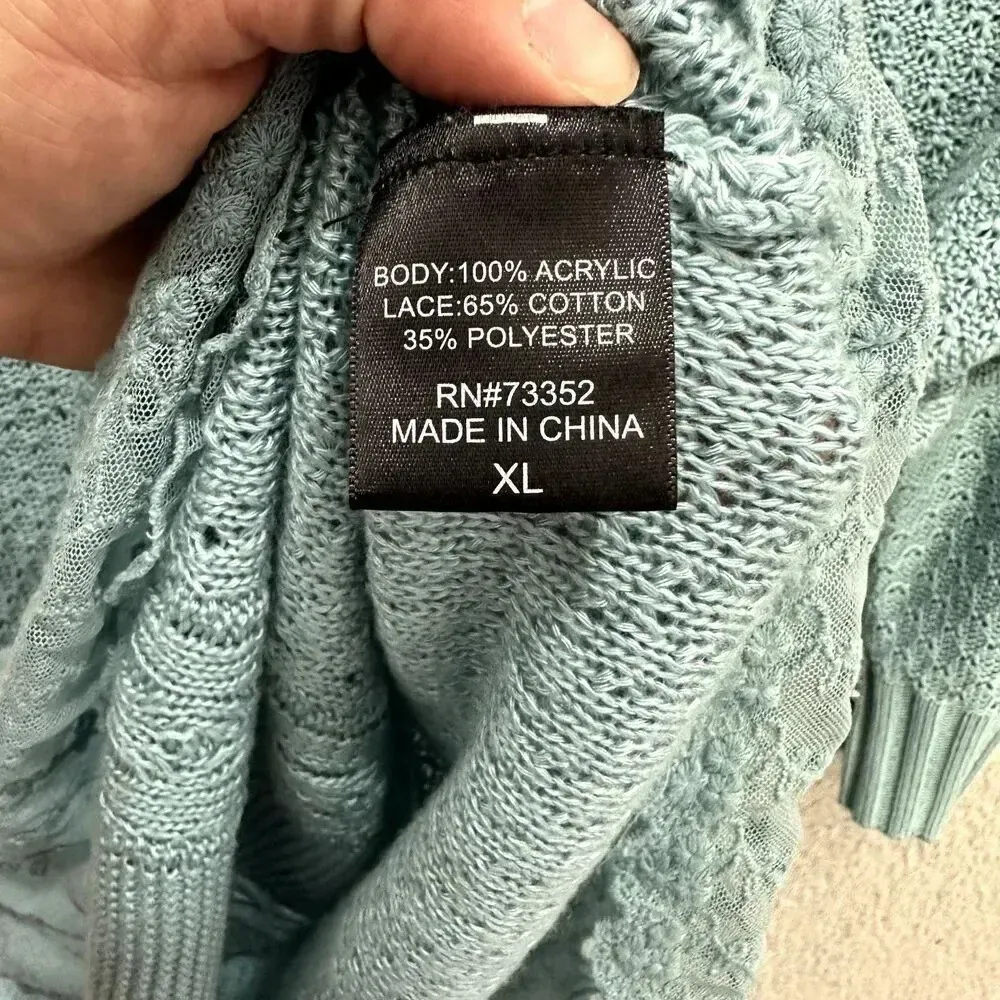 BODY:100% ACRYLIC
LACE:65% COTTON
35% POLYESTER
RN#73352
MADE IN CHINA
XL